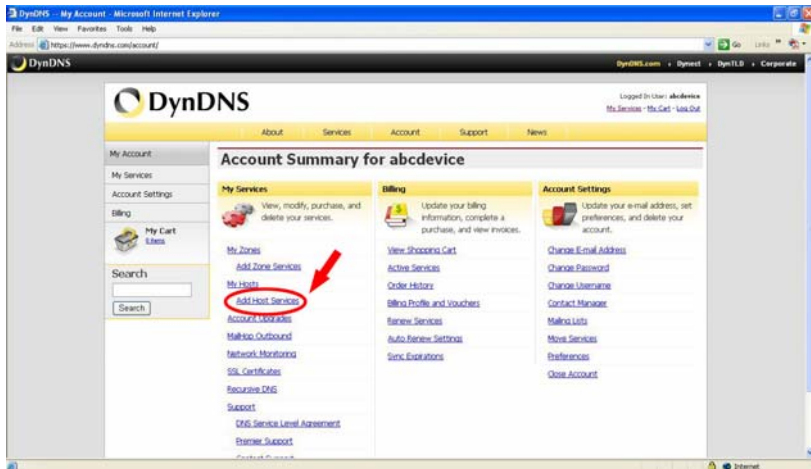 DynDNS -- My Account - Microsoft Internet Explorer
File Edit View Favorites Tools Help
Address https://www.dyndns.com/account/ Go Links »
DynDNS
DynDNS.com Dynect DynTLD Corporate
DynDNS
Logged In User: abcdevice
My Services - My Cart - Log Out
About Services Account Support News
My Account
My Services
Account Settings
Billing
My Cart
0 items
Search
Search
Account Summary for abcdevice
My Services
View, modify, purchase, and
delete your services.
My Zones
Add Zone Services
My Hosts
Add Host Services
Account Upgrades
MailHop Outbound
Network Monitoring
SSL Certificates
Recursive DNS
Support
DNS Service Level Agreement
Premier Support
Contact Support
Billing
Update your billing
information, complete a
purchase, and view invoices.
View Shopping Cart
Active Services
Order History
Billing Profile and Vouchers
Renew Services
Auto Renew Settings
Sync Expirations
Account Settings
Update your e-mail address, set
preferences, and delete your
account.
Change E-mail Address
Change Password
Change Username
Contact Manager
Mailing Lists
Move Services
Preferences
Close Account
Internet